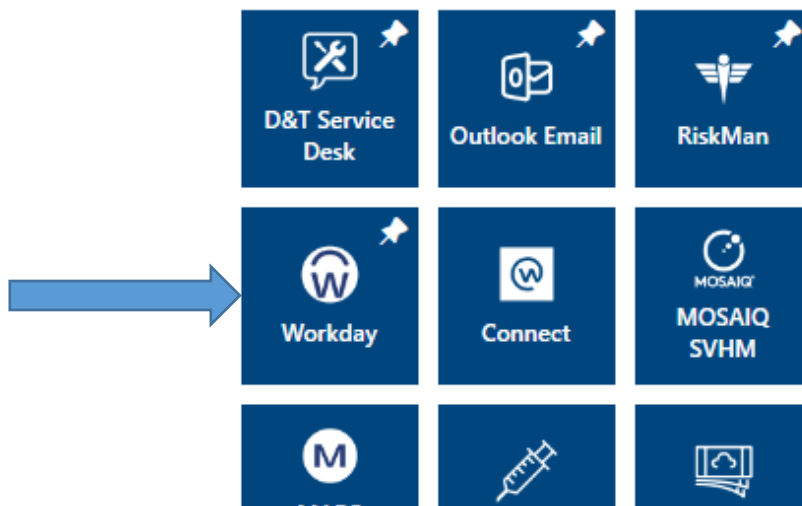 D&T Service
Desk
Outlook Email
RiskMan
Workday
Connect
MOSAIQ
MOSAIQ
SVHM
M